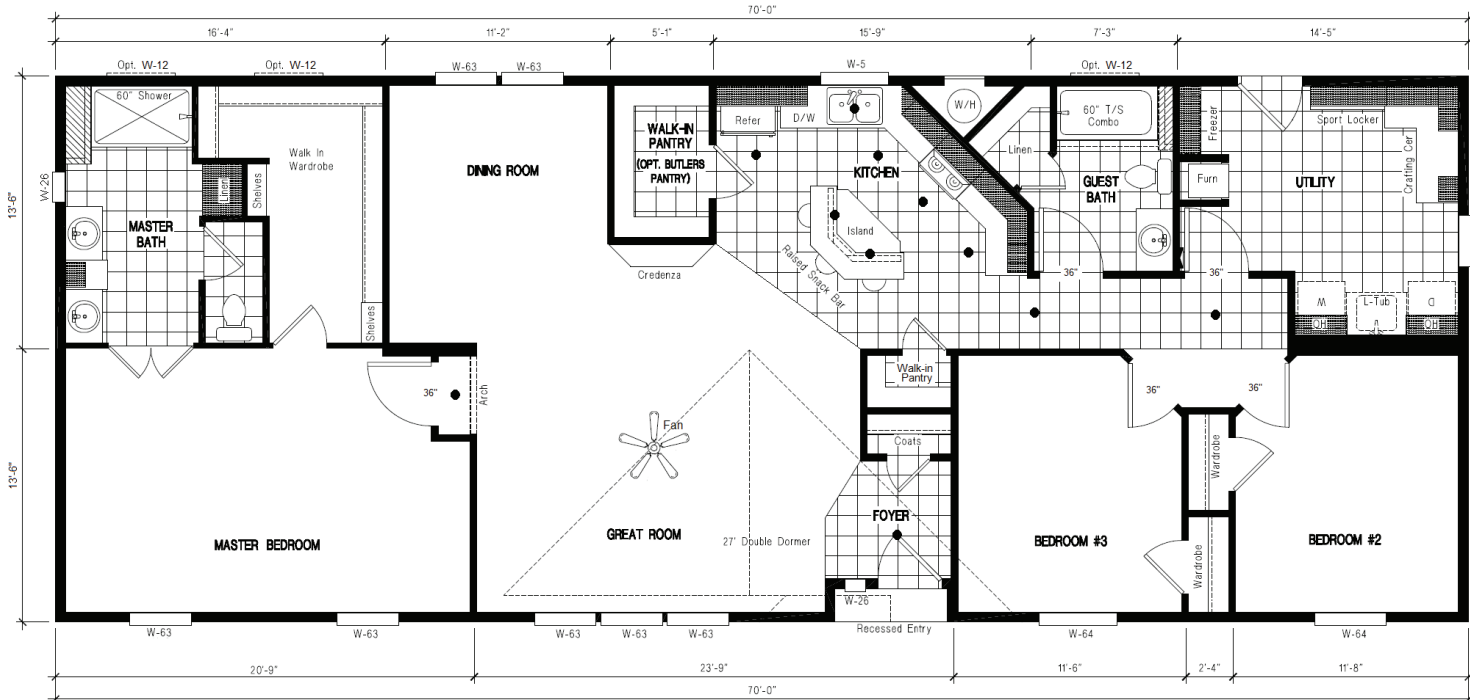 70'-0"
16'-4" 11'-2" 5'-1" 15'-9" 7'-3" 14'-5"
Opt. W-12 Opt. W-12 W-63 W-63 W-5 Opt. W-12
60" Shower
Walk In
Wardrobe
Linen
Shelves
Shelves
W-26
13'-6"
MASTER
BATH
DINING ROOM
WALK-IN
PANTRY
(OPT. BUTLERS
PANTRY)
Credenza
Refer
D/W
KITCHEN
Island
Raised Snack Bar
W/H
Linen
60" T/S
Combo
GUEST
BATH
36"
Freezer
Furn
Sport Locker
Crafting Cer
UTILITY
36"
W
L-Tub
D
OH
OH
13'-6"
36"
Arch
MASTER BEDROOM
Fan
GREAT ROOM
27' Double Dormer
Walk-in
Pantry
Coats
FOYER
W-26
Recessed Entry
36"
36"
Wardrobe
Wardrobe
BEDROOM #3
BEDROOM #2
W-63 W-63 W-63 W-63 W-63 W-64 W-64
20'-9" 23'-9" 11'-6" 2'-4" 11'-8"
70'-0"